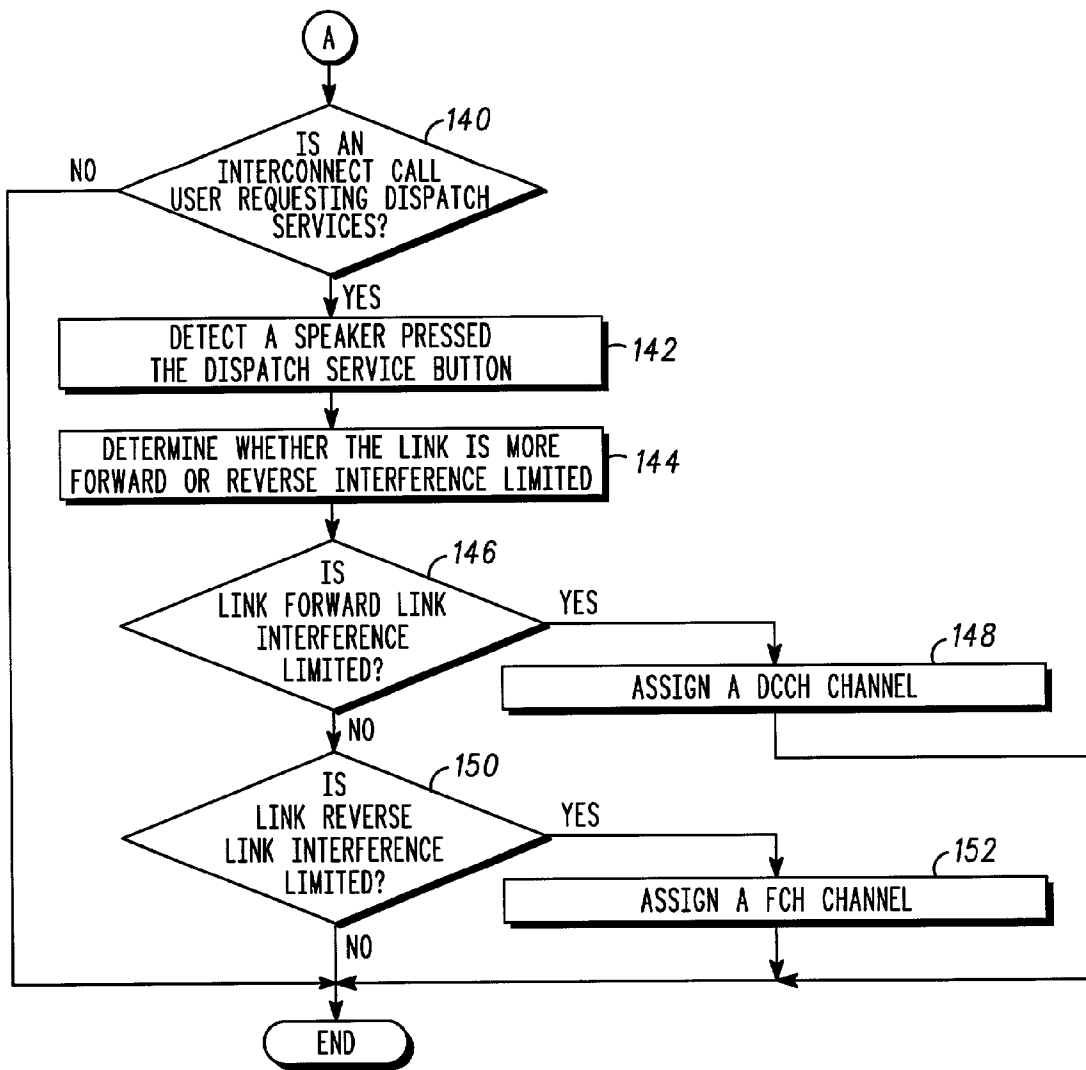 A
140
IS AN
INTERCONNECT CALL
USER REQUESTING DISPATCH
SERVICES?
NO
YES
DETECT A SPEAKER PRESSED
THE DISPATCH SERVICE BUTTON
142
DETERMINE WHETHER THE LINK IS MORE
FORWARD OR REVERSE INTERFERENCE LIMITED
144
146
IS
LINK FORWARD LINK
INTERFERENCE
LIMITED?
YES
148
ASSIGN A DCCH CHANNEL
NO
150
IS
LINK REVERSE
LINK INTERFERENCE
LIMITED?
YES
152
ASSIGN A FCH CHANNEL
NO
END